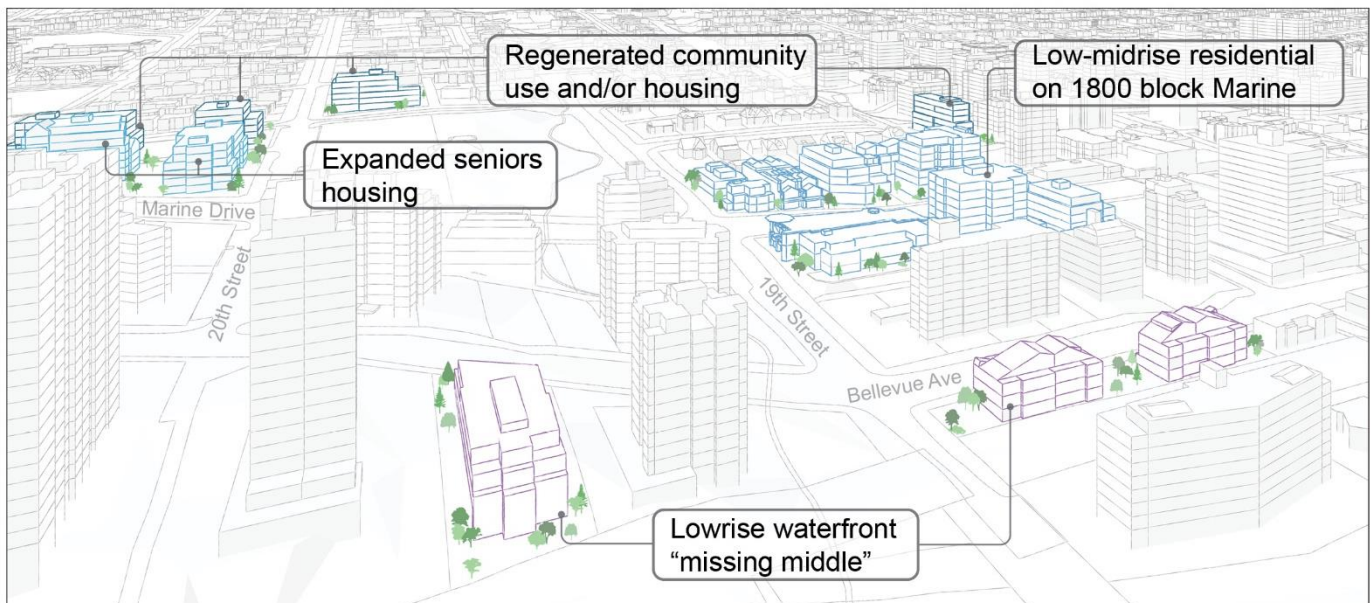 Regenerated community
use and/or housing
Low-midrise residential
on 1800 block Marine
Expanded seniors
housing
Marine Drive
20th Street
19th Street
Bellevue Ave
Lowrise waterfront
“missing middle”